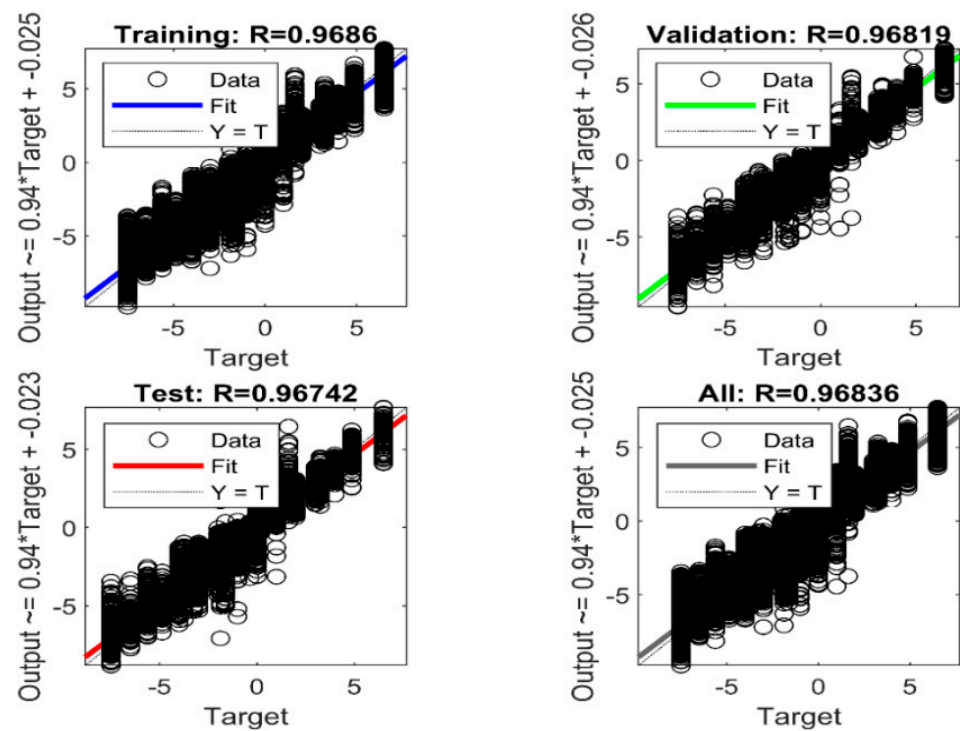 Training: R=0.9686
Output ~= 0.94*Target + -0.025
5
0
-5
Data
Fit
Y = T
-5 0 5
Target
Validation: R=0.96819
Output ~= 0.94*Target + -0.026
5
0
-5
Data
Fit
Y = T
-5 0 5
Target
Test: R=0.96742
Output ~= 0.94*Target + -0.023
5
0
-5
Data
Fit
Y = T
-5 0 5
Target
All: R=0.96836
Output ~= 0.94*Target + -0.025
5
0
-5
Data
Fit
Y = T
-5 0 5
Target